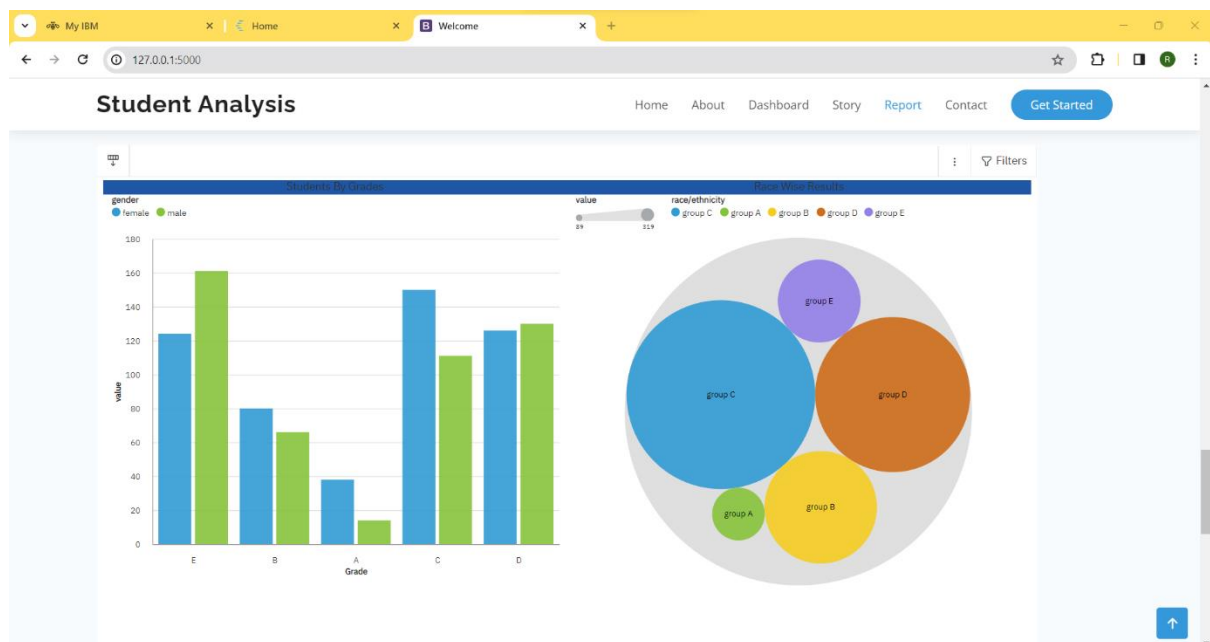 My IBM
Home
Welcome
127.0.0.1:5000
R
Student Analysis
Home About Dashboard Story Report Contact Get Started
Filters
Students By Grades
Race Wise Results
gender
female male
value
89 319
race/ethnicity
group C group A group B group D group E
180
160
140
120
100
80
60
40
20
0
value
E B A C D
Grade
group E
group C
group D
group A
group B